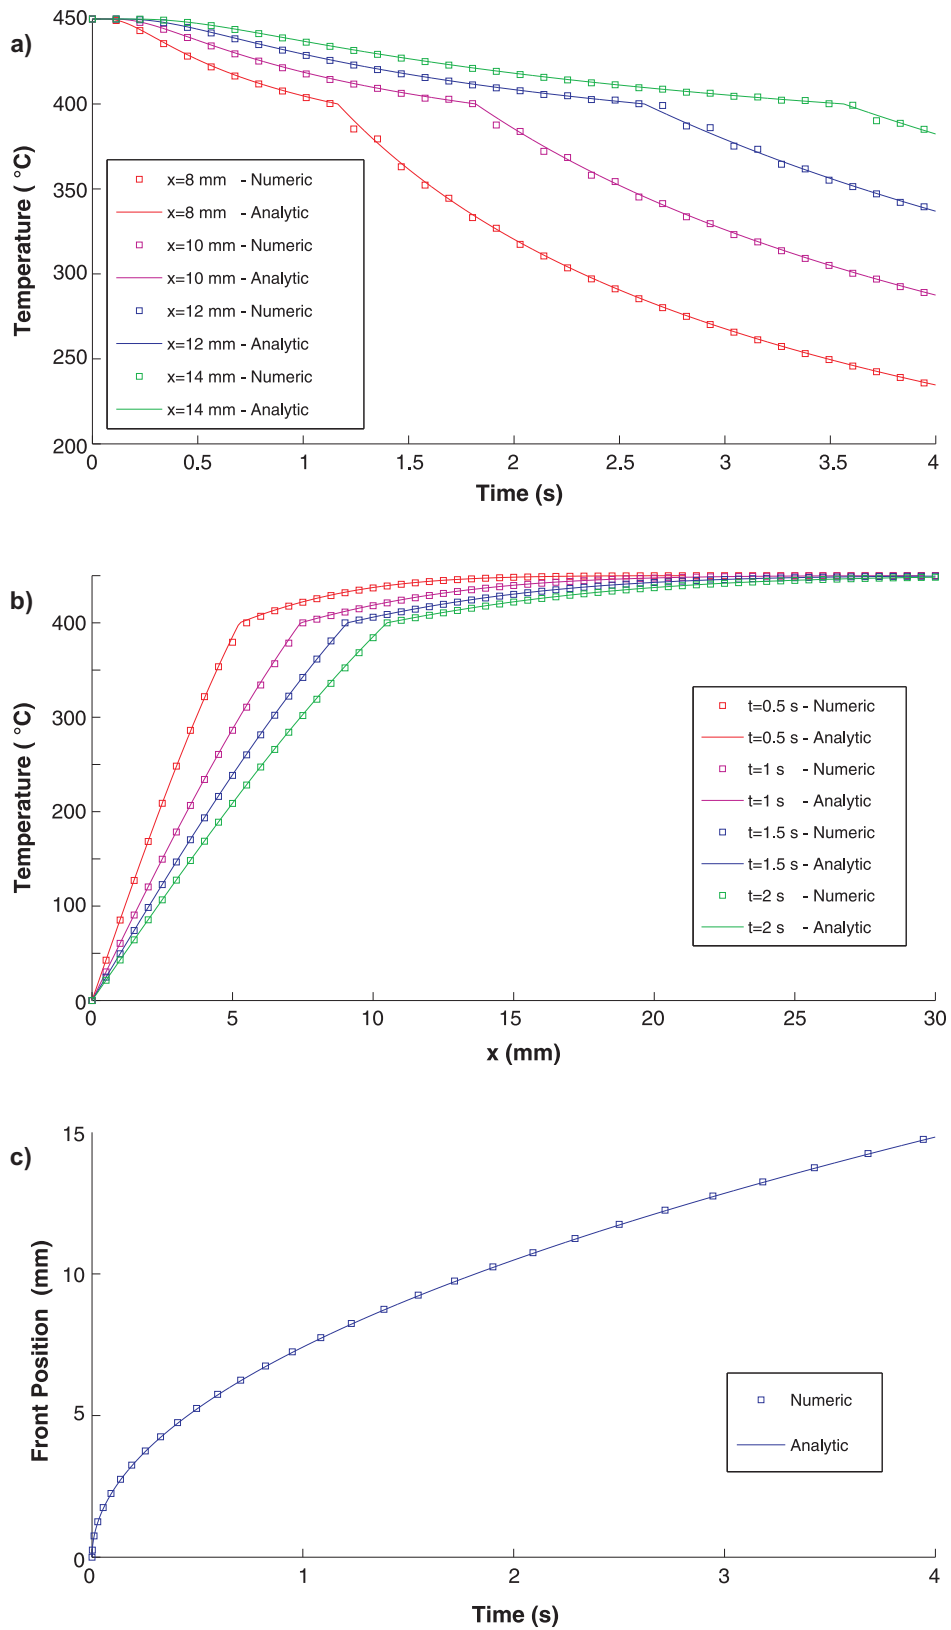 a)
450
400
350
300
250
200
Temperature ( °C)
x=8 mm - Numeric
x=8 mm - Analytic
x=10 mm - Numeric
x=10 mm - Analytic
x=12 mm - Numeric
x=12 mm - Analytic
x=14 mm - Numeric
x=14 mm - Analytic
0 0.5 1 1.5 2 2.5 3 3.5 4
Time (s)
b)
400
300
200
100
0
Temperature ( °C)
t=0.5 s - Numeric
t=0.5 s - Analytic
t=1 s - Numeric
t=1 s - Analytic
t=1.5 s - Numeric
t=1.5 s - Analytic
t=2 s - Numeric
t=2 s - Analytic
0 5 10 15 20 25 30
x (mm)
c)
15
10
5
0
Front Position (mm)
Numeric
Analytic
0 1 2 3 4
Time (s)